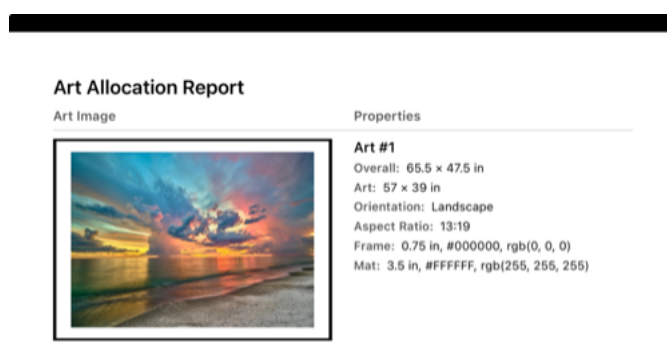 Art Allocation Report
Art Image
Properties
Art #1
Overall: 65.5 × 47.5 in
Art: 57 × 39 in
Orientation: Landscape
Aspect Ratio: 13:19
Frame: 0.75 in, #000000, rgb(0, 0, 0)
Mat: 3.5 in, #FFFFFF, rgb(255, 255, 255)